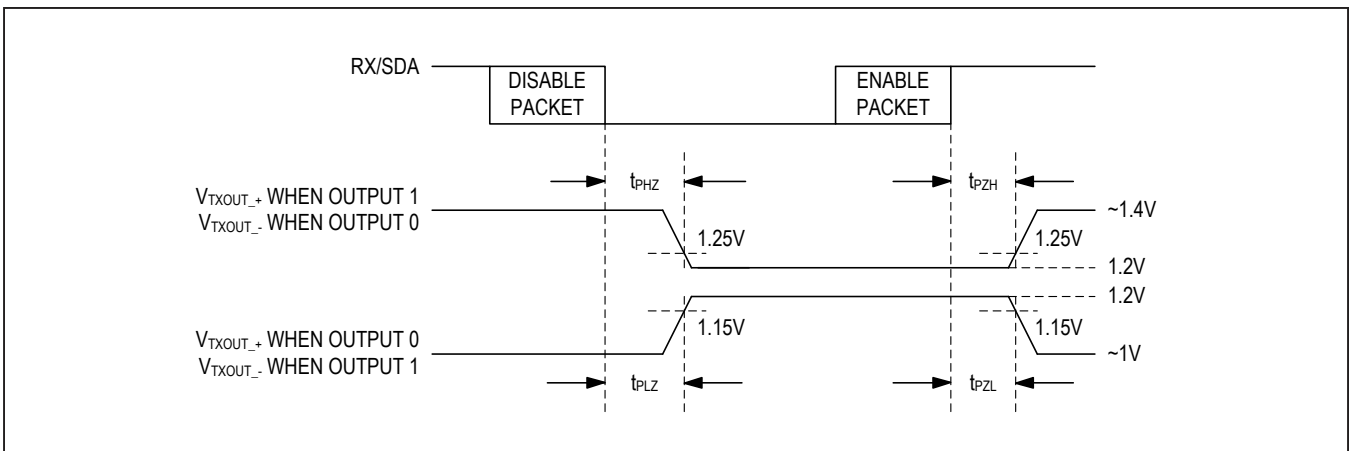 RX/SDA
DISABLE
PACKET
ENABLE
PACKET
tPHZ
tPZH
VTXOUT_+ WHEN OUTPUT 1
VTXOUT_- WHEN OUTPUT 0
~1.4V
1.25V
1.25V
1.2V
1.2V
1.15V
1.15V
VTXOUT_+ WHEN OUTPUT 0
VTXOUT_- WHEN OUTPUT 1
~1V
tPLZ
tPZL